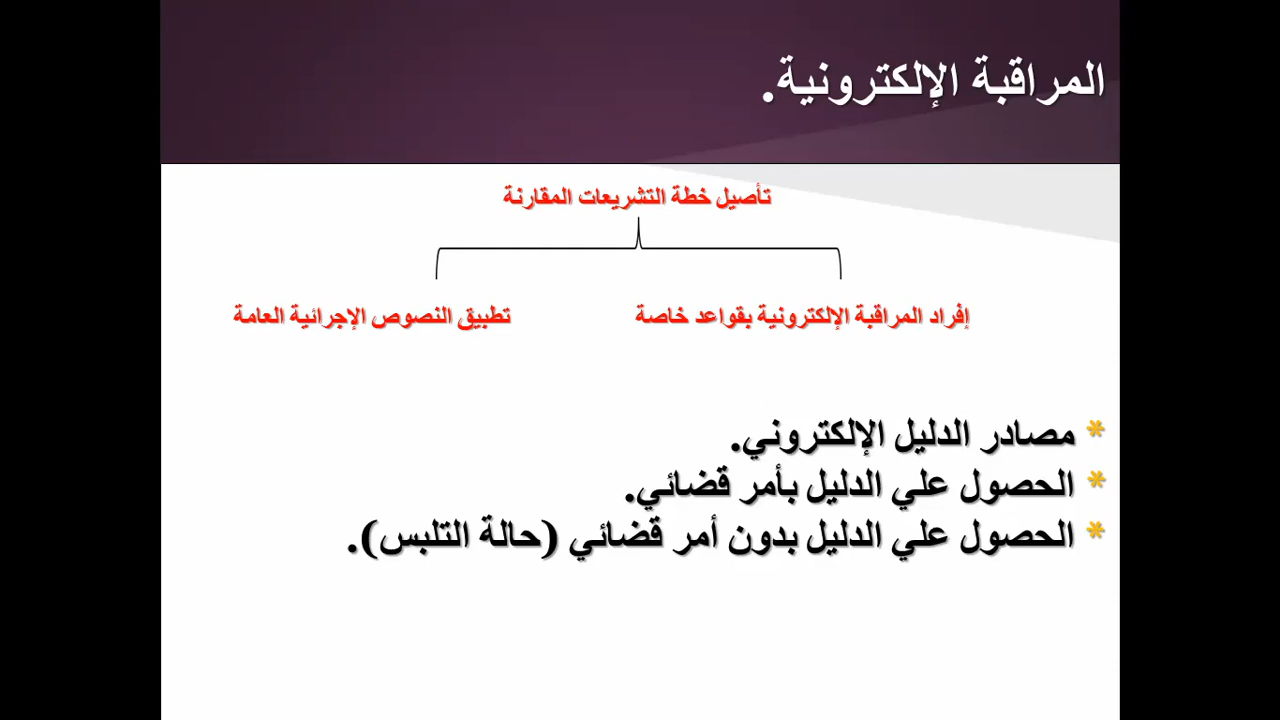 المراقبة الإلكترونية.
تأصيل خطة التشريعات المقارنة
إفراد المراقبة الإلكترونية بقواعد خاصة
تطبيق النصوص الإجرائية العامة
* مصادر الدليل الإلكتروني.
* الحصول علي الدليل بأمر قضائي.
* الحصول علي الدليل بدون أمر قضائي (حالة التلبس).